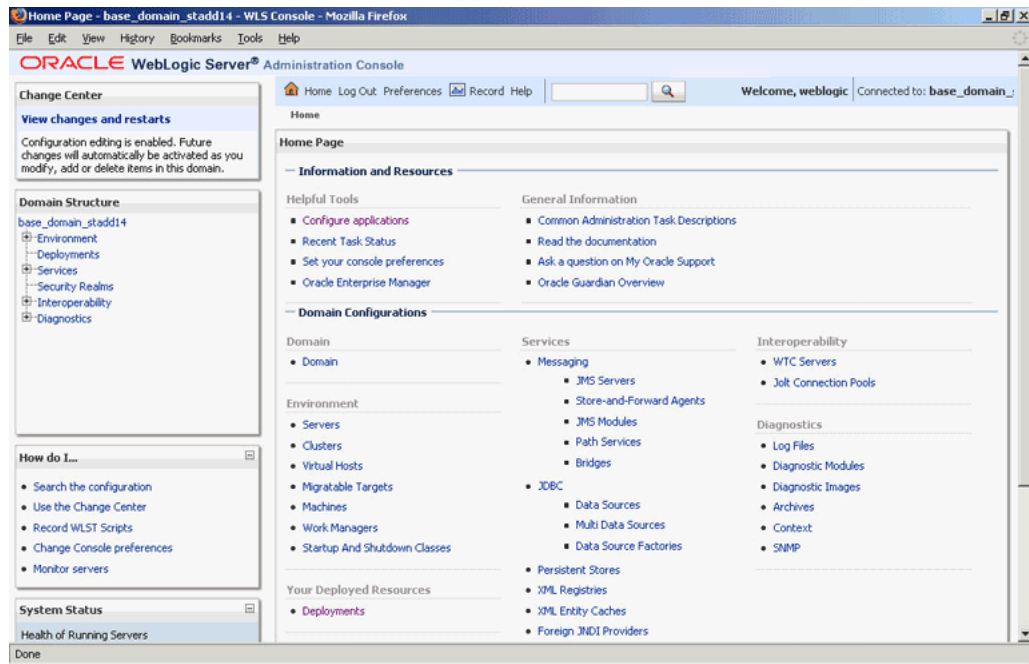 Home Page - base_domain_stadd14 - WLS Console - Mozilla Firefox
File Edit View History Bookmarks Tools Help
ORACLE WebLogic Server® Administration Console
Change Center
View changes and restarts
Configuration editing is enabled. Future
changes will automatically be activated as you
modify, add or delete items in this domain.
Domain Structure
base_domain_stadd14
Environment
Deployments
Services
Security Realms
Interoperability
Diagnostics
How do I...
Search the configuration
Use the Change Center
Record WLST Scripts
Change Console preferences
Monitor servers
System Status
Health of Running Servers
Home Log Out Preferences Record Help
Welcome, weblogic Connected to: base_domain_
Home
Home Page
Information and Resources
Helpful Tools
Configure applications
Recent Task Status
Set your console preferences
Oracle Enterprise Manager
General Information
Common Administration Task Descriptions
Read the documentation
Ask a question on My Oracle Support
Oracle Guardian Overview
Domain Configurations
Domain
Domain
Environment
Servers
Clusters
Virtual Hosts
Migratable Targets
Machines
Work Managers
Startup And Shutdown Classes
Your Deployed Resources
Deployments
Services
Messaging
JMS Servers
Store-and-Forward Agents
JMS Modules
Path Services
Bridges
JDBC
Data Sources
Multi Data Sources
Data Source Factories
Persistent Stores
XML Registries
XML Entity Caches
Foreign JNDI Providers
Interoperability
WTC Servers
Jolt Connection Pools
Diagnostics
Log Files
Diagnostic Modules
Diagnostic Images
Archives
Context
SNMP
Done